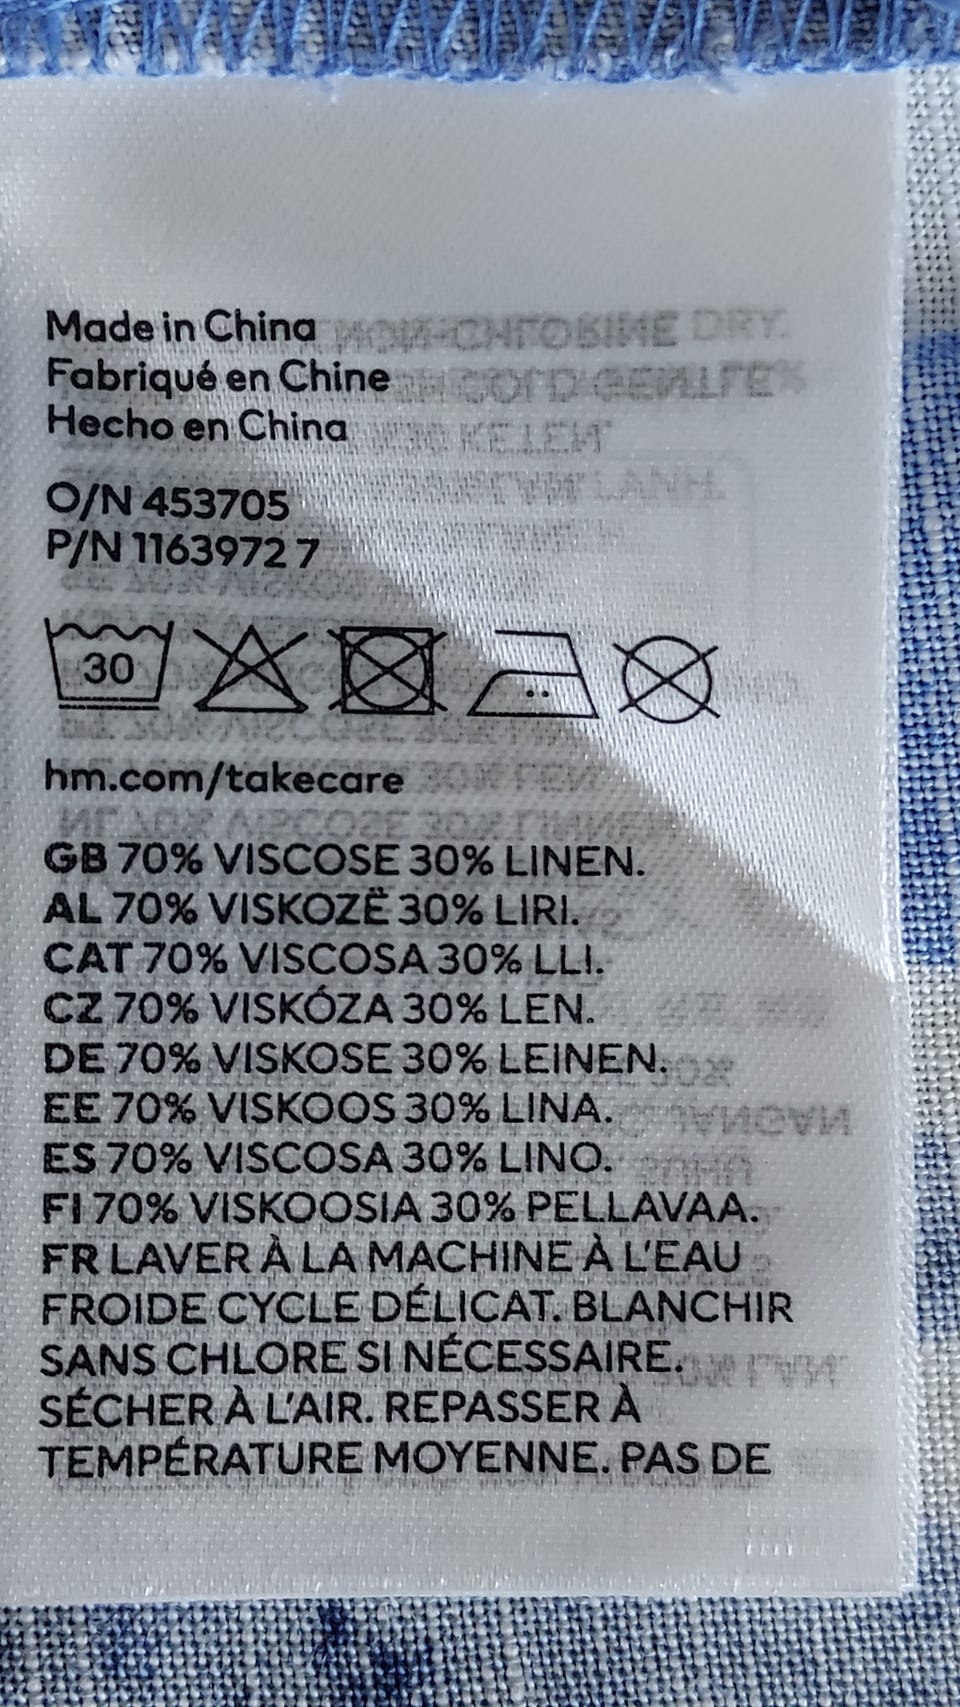 Made in China
Fabriqué en Chine
Hecho en China
O/N 453705
P/N 1163972 7
30
hm.com/takecare
GB 70% VISCOSE 30% LINEN.
AL 70% VISKOZË 30% LIRI.
CAT 70% VISCOSA 30% LLI.
CZ 70% VISKÓZA 30% LEN.
DE 70% VISKOSE 30% LEINEN.
EE 70% VISKOOS 30% LINA.
ES 70% VISCOSA 30% LINO.
FI 70% VISKOOSIA 30% PELLAVAA.
FR LAVER À LA MACHINE À L'EAU
FROIDE CYCLE DÉLICAT. BLANCHIR
SANS CHLORE SI NÉCESSAIRE.
SÉCHER À L'AIR. REPASSER À
TEMPÉRATURE MOYENNE. PAS DE